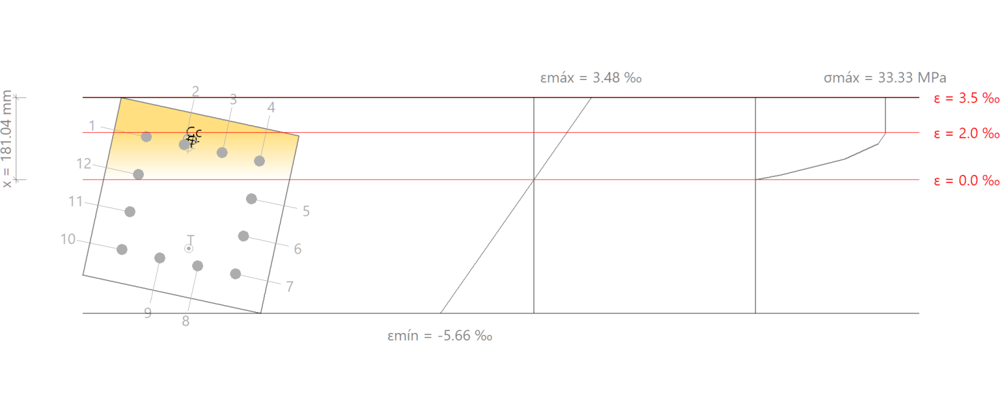 εmáx = 3.48 ‰
σmáx = 33.33 MPa
ε = 3.5 ‰
ε = 2.0 ‰
ε = 0.0 ‰
x = 181.04 mm
2
3
4
1
Cc
12
11
5
10
T
6
7
9
8
εmín = -5.66 ‰